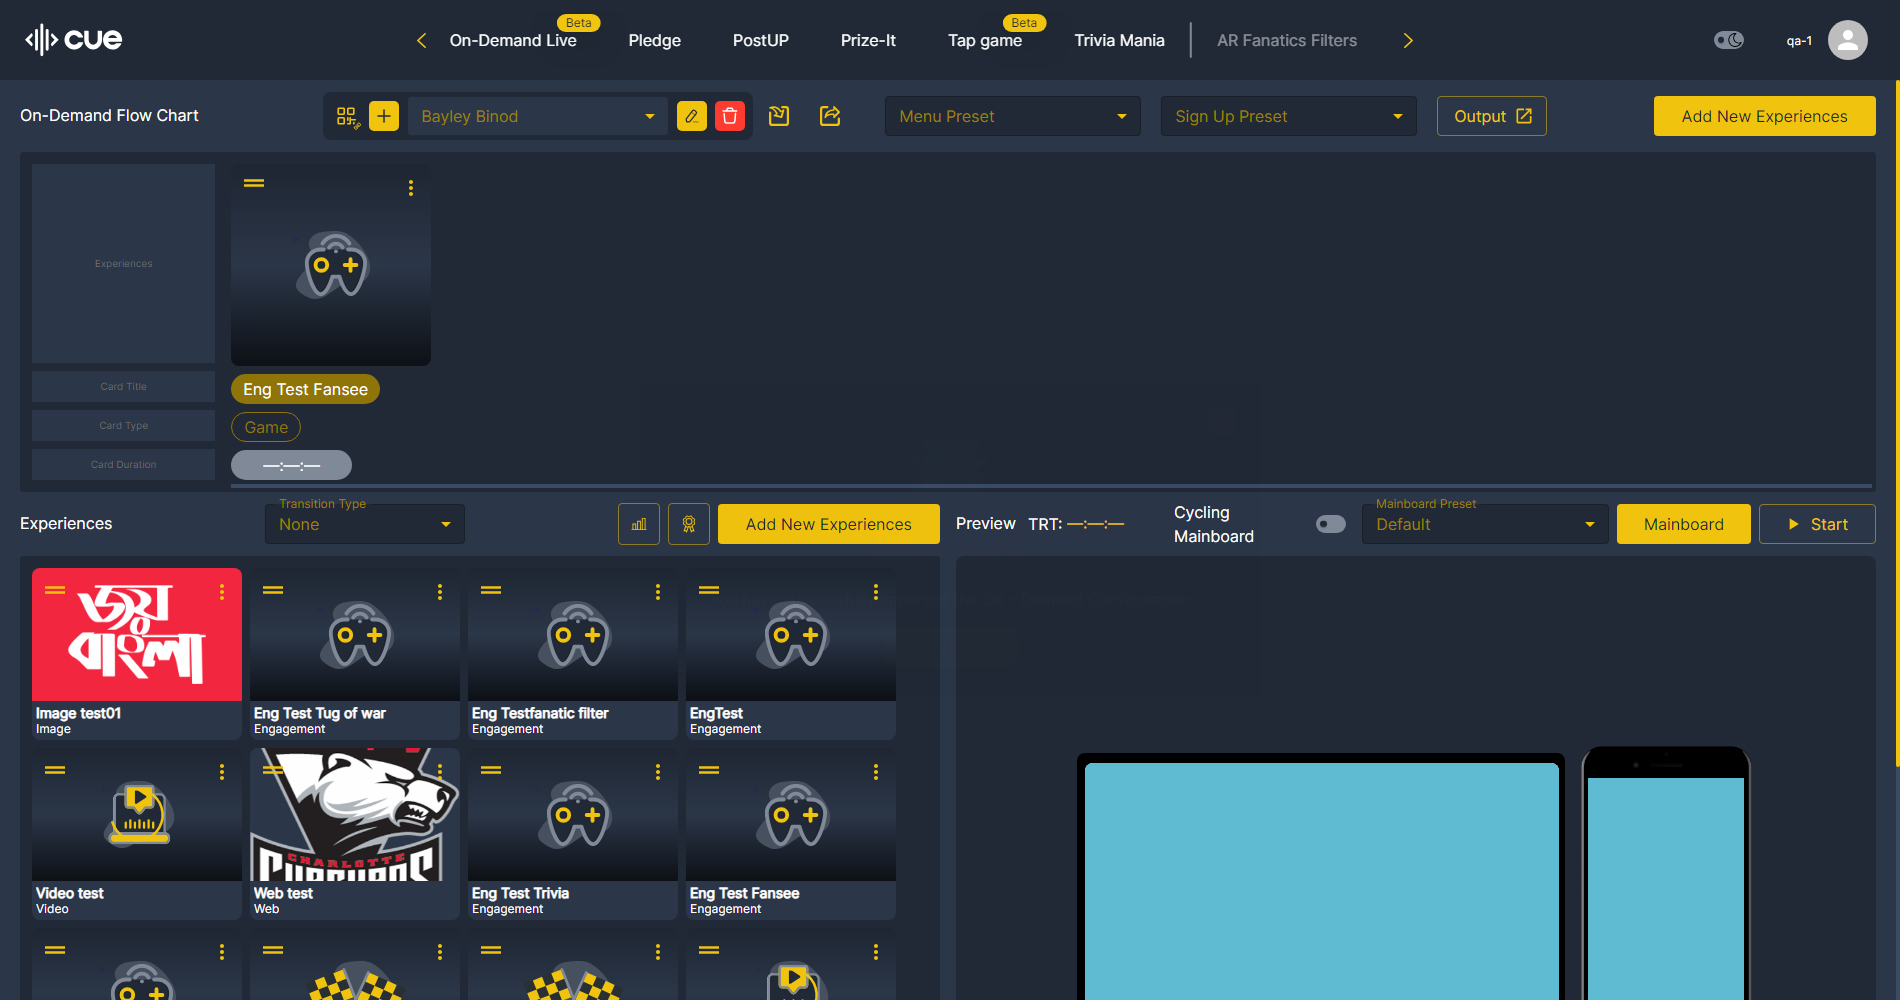 cue
On-Demand Live
Beta
Pledge
PostUP
Prize-It
Tap game
Beta
Trivia Mania
AR Fanatics Filters
qa-1
On-Demand Flow Chart
Bayley Binod
Menu Preset
Sign Up Preset
Output
Add New Experiences
Experiences
Card Title
Card Type
Card Duration
Eng Test Fansee
Game
—:—:—
Experiences
Transition Type
None
Add New Experiences
Preview
TRT: —:—:—
Cycling
Mainboard
Mainboard Preset
Default
Mainboard
Start
জয়
বাংলা
Image test01
Image
Eng Test Tug of war
Engagement
Eng Testfanatic filter
Engagement
EngTest
Engagement
Video test
Video
CHARLOTTE
Web test
Web
Eng Test Trivia
Engagement
Eng Test Fansee
Engagement